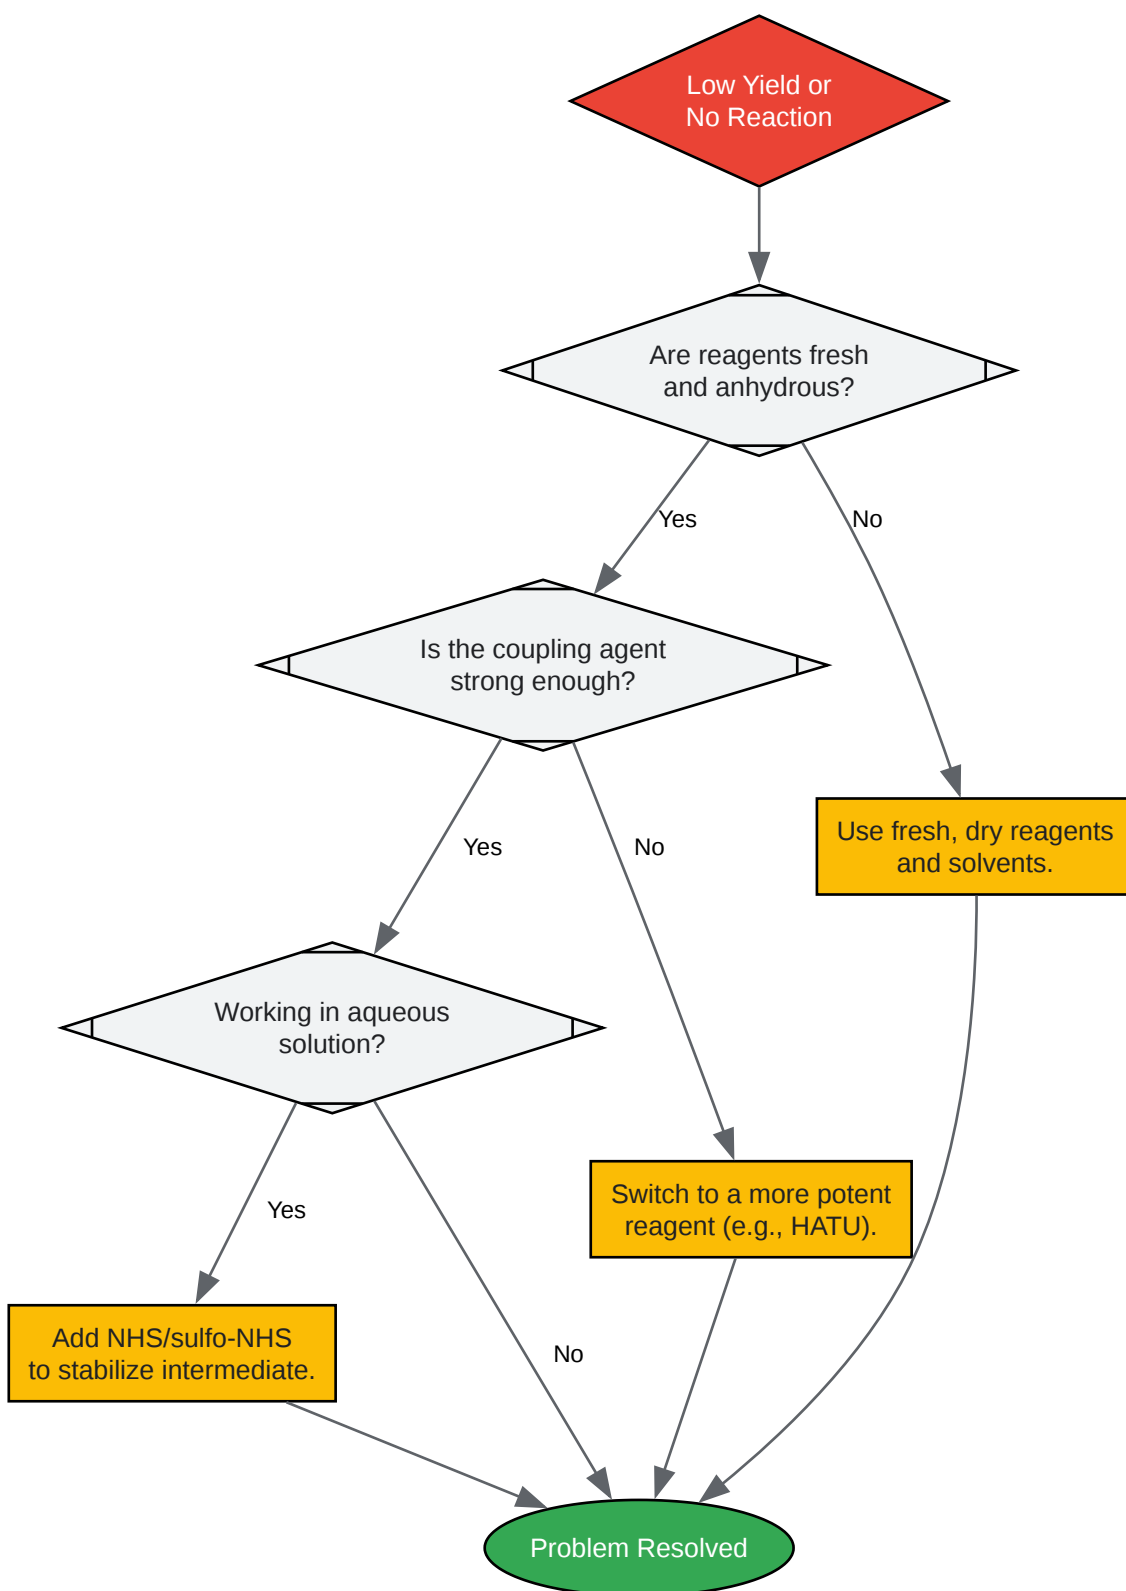 Low Yield or
No Reaction
Are reagents fresh
and anhydrous?
Yes
No
Is the coupling agent
strong enough?
Yes
No
Use fresh, dry reagents
and solvents.
Working in aqueous
solution?
Yes
Switch to a more potent
reagent (e.g., HATU).
Add NHS/sulfo-NHS
to stabilize intermediate.
No
Problem Resolved